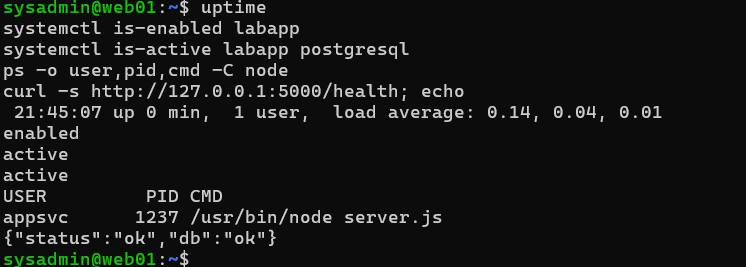 sysadmin@web01:~$ uptime
systemctl is-enabled labapp
systemctl is-active labapp postgresql
ps -o user,pid,cmd -C node
curl -s http://127.0.0.1:5000/health; echo
 21:45:07 up 0 min,  1 user,  load average: 0.14, 0.04, 0.01
enabled
active
active
USER         PID CMD
appsvc      1237 /usr/bin/node server.js
{"status":"ok","db":"ok"}
sysadmin@web01:~$